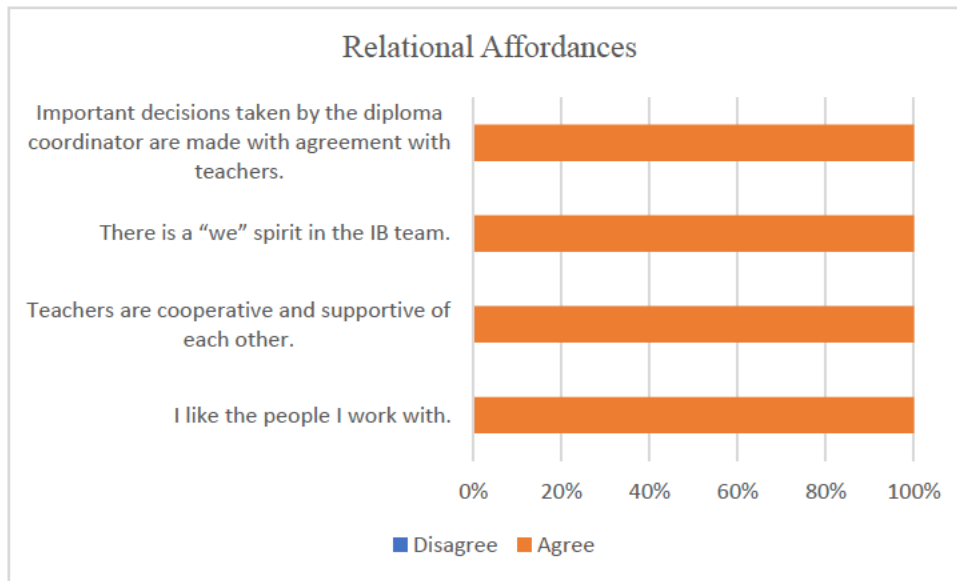 Relational Affordances
Important decisions taken by the diploma
coordinator are made with agreement with
teachers.
There is a “we” spirit in the IB team.
Teachers are cooperative and supportive of
each other.
I like the people I work with.
0% 20% 40% 60% 80% 100%
Disagree Agree